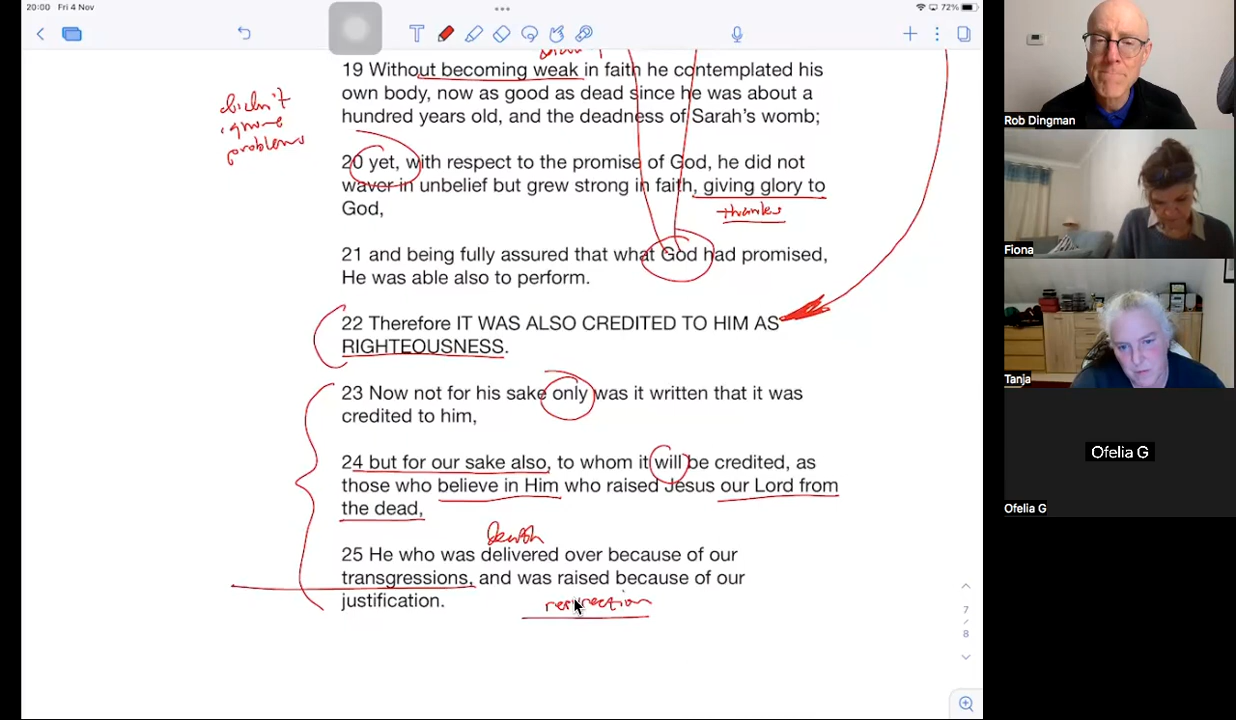 20:00 Fri 4 Nov
72%
19 Without becoming weak in faith he contemplated his
own body, now as good as dead since he was about a
hundred years old, and the deadness of Sarah's womb;
didn't
ignore
problems
20 yet, with respect to the promise of God, he did not
waver in unbelief but grew strong in faith, giving glory to
God,
thanks
21 and being fully assured that what God had promised,
He was able also to perform.
22 Therefore IT WAS ALSO CREDITED TO HIM AS
RIGHTEOUSNESS.
23 Now not for his sake only was it written that it was
credited to him,
24 but for our sake also, to whom it will be credited, as
those who believe in Him who raised Jesus our Lord from
the dead,
Death
25 He who was delivered over because of our
transgressions, and was raised because of our
justification.
resurrection
7
/
8
Rob Dingman
Fiona
Tanja
Ofelia G
Ofelia G